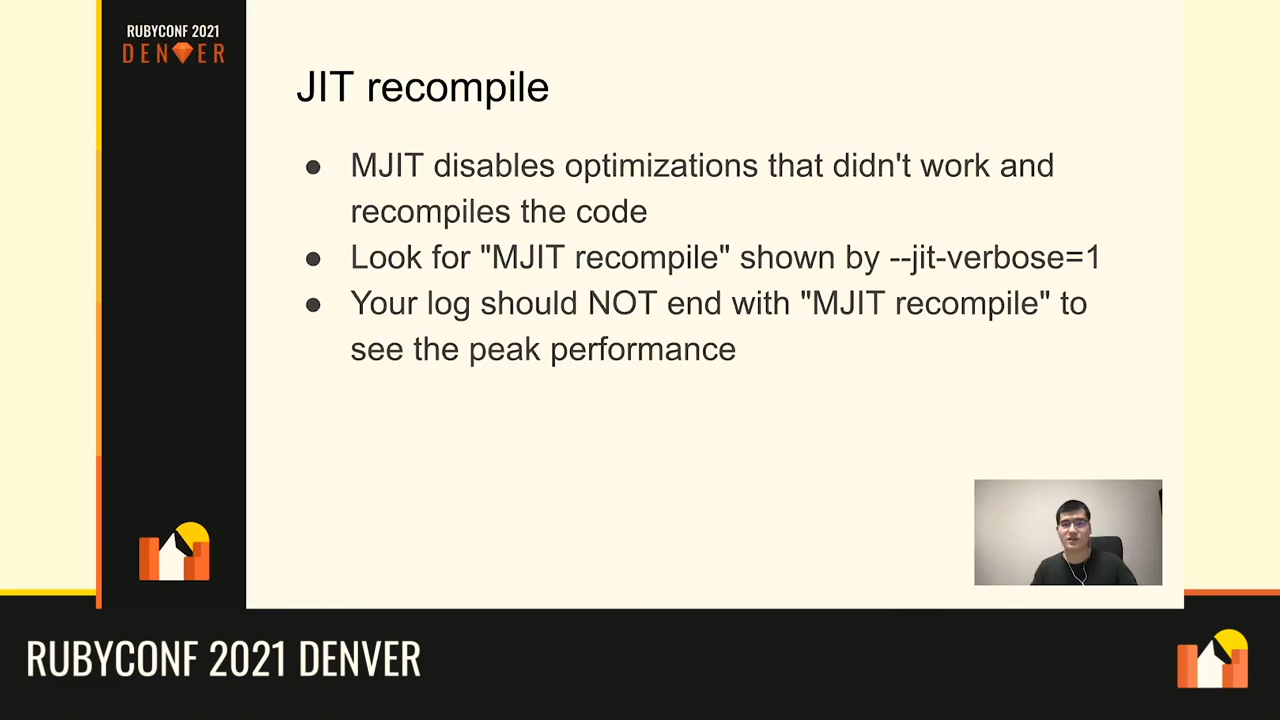 RUBYCONF 2021
DENVER
JIT recompile
● MJIT disables optimizations that didn't work and
recompiles the code
● Look for "MJIT recompile" shown by --jit-verbose=1
● Your log should NOT end with "MJIT recompile" to
see the peak performance
RUBYCONF 2021 DENVER